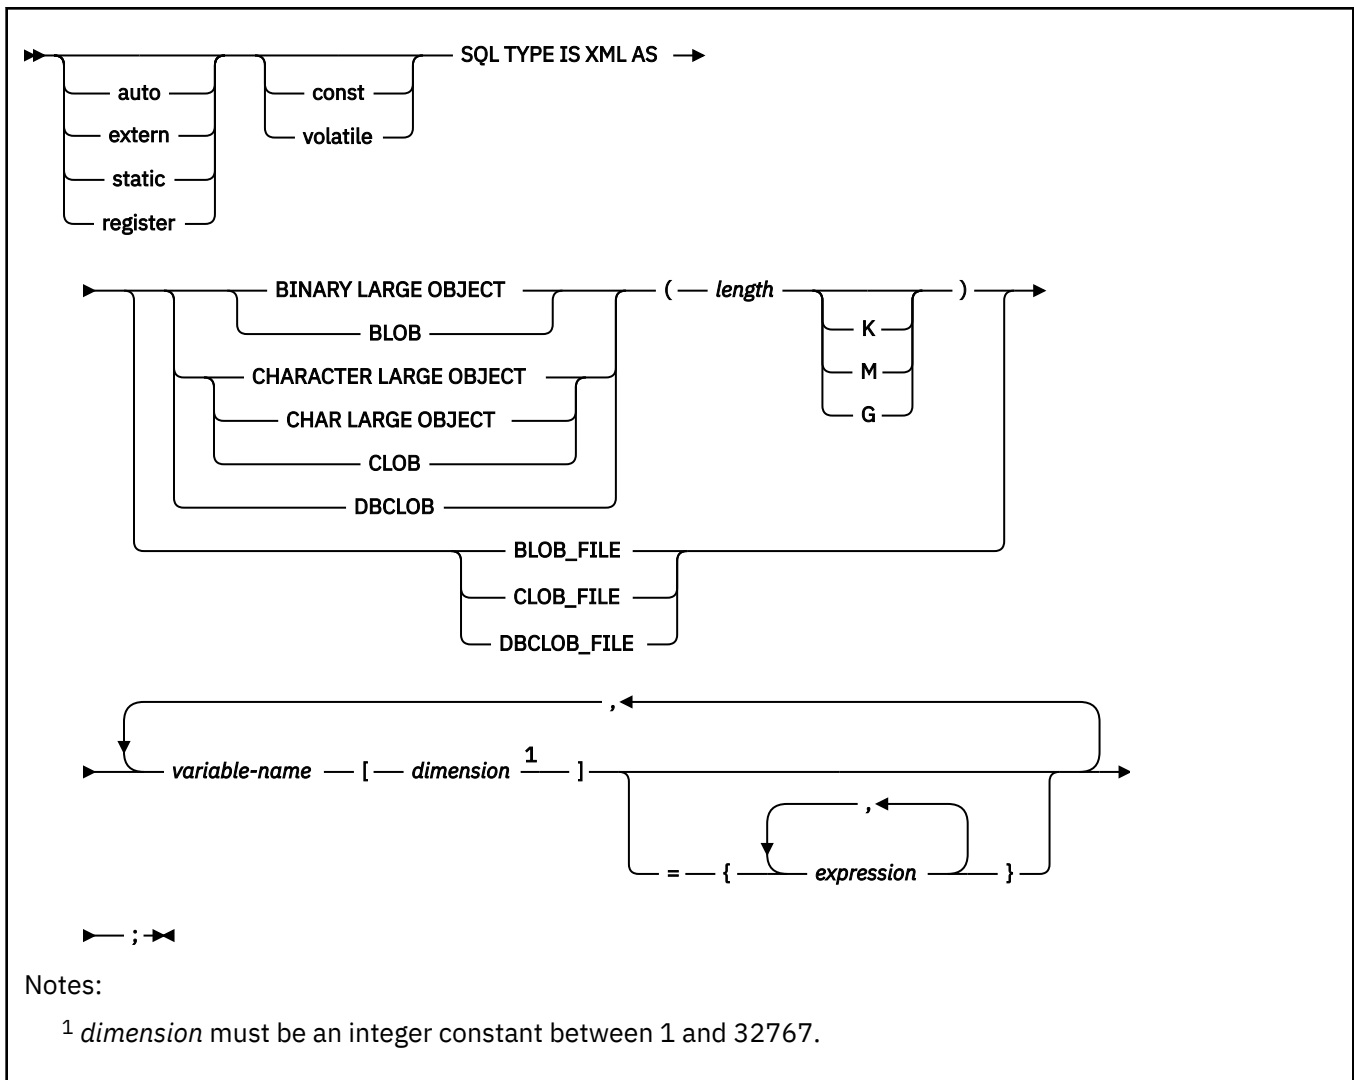 SQL TYPE IS XML AS
auto const
extern volatile
static
register
BINARY LARGE OBJECT ( length )
BLOB K
CHARACTER LARGE OBJECT M
CHAR LARGE OBJECT G
CLOB
DBCLOB
BLOB_FILE
CLOB_FILE
DBCLOB_FILE
,
variable-name [ dimension 1 ]
,
= { expression }
;
Notes:
1 dimension must be an integer constant between 1 and 32767.